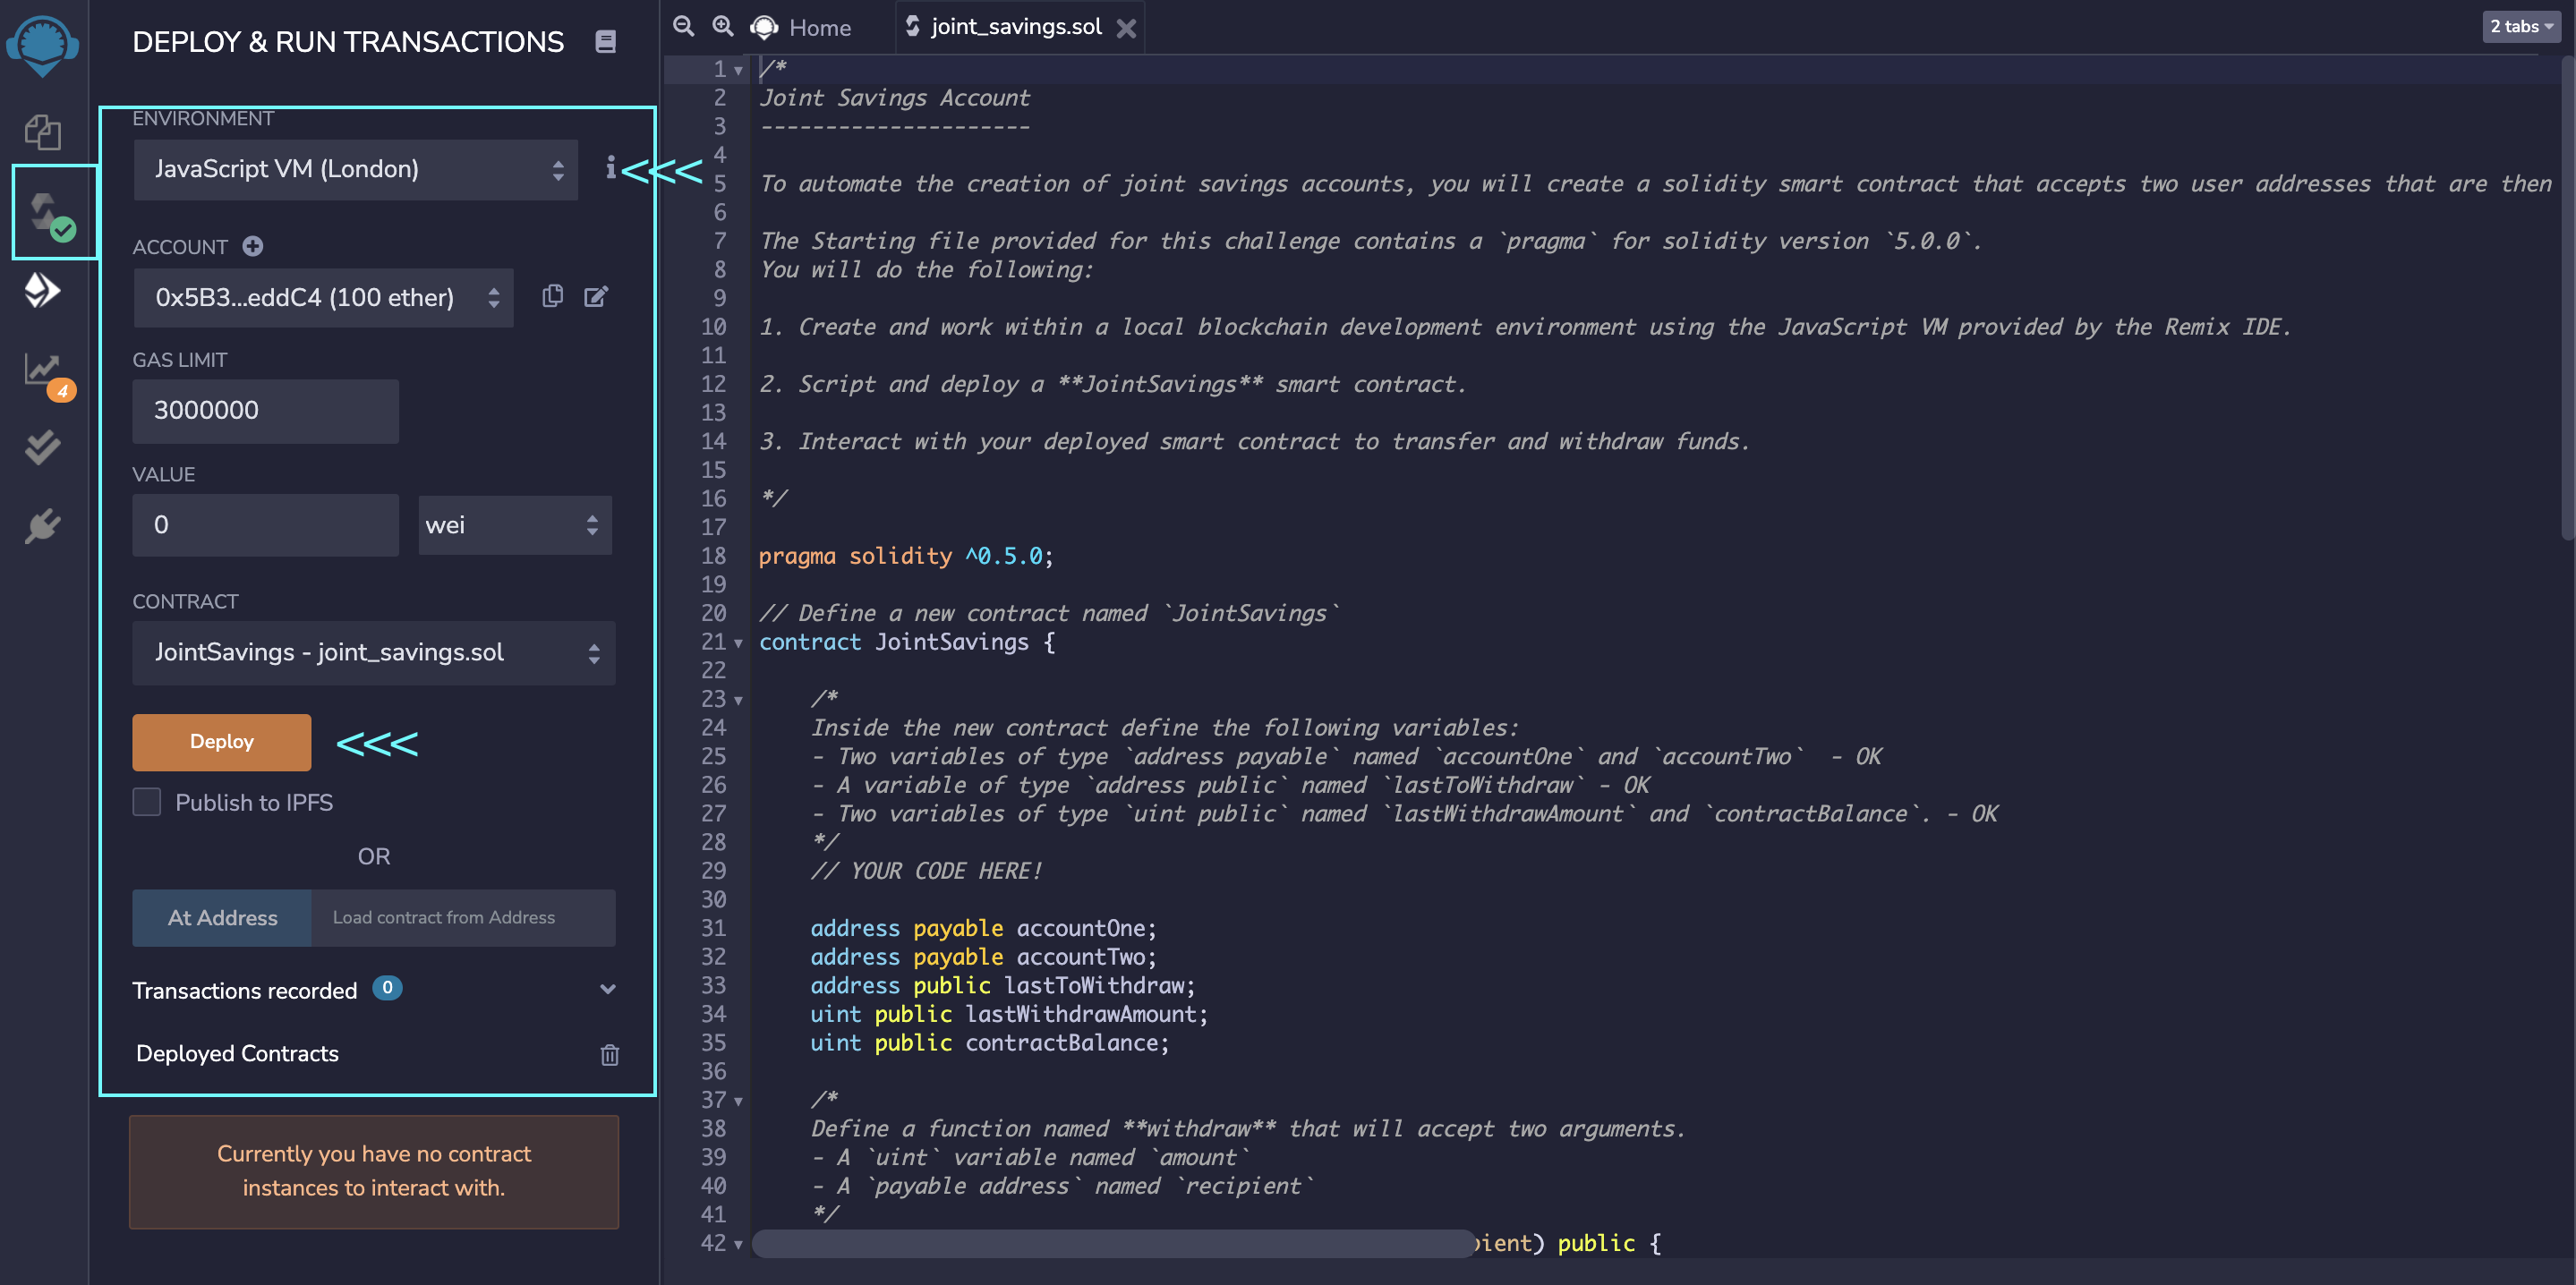 DEPLOY & RUN TRANSACTIONS
ENVIRONMENT
JavaScript VM (London)
<<<
ACCOUNT
0x5B3...eddC4 (100 ether)
GAS LIMIT
3000000
4
VALUE
0
wei
CONTRACT
JointSavings - joint_savings.sol
Deploy
<<<
Publish to IPFS
OR
At Address
Load contract from Address
Transactions recorded 0
Deployed Contracts
Currently you have no contract
instances to interact with.
Home
joint_savings.sol
2 tabs
1 /*
2 Joint Savings Account
3 ---------------------
4
5 To automate the creation of joint savings accounts, you will create a solidity smart contract that accepts two user addresses that are then
6
7 The Starting file provided for this challenge contains a `pragma` for solidity version `5.0.0`.
8 You will do the following:
9
10 1. Create and work within a local blockchain development environment using the JavaScript VM provided by the Remix IDE.
11
12 2. Script and deploy a **JointSavings** smart contract.
13
14 3. Interact with your deployed smart contract to transfer and withdraw funds.
15
16 */
17
18 pragma solidity ^0.5.0;
19
20 // Define a new contract named `JointSavings`
21 contract JointSavings {
22
23 /*
24 Inside the new contract define the following variables:
25 - Two variables of type `address payable` named `accountOne` and `accountTwo`  - OK
26 - A variable of type `address public` named `lastToWithdraw` - OK
27 - Two variables of type `uint public` named `lastWithdrawAmount` and `contractBalance`. - OK
28 */
29 // YOUR CODE HERE!
30
31 address payable accountOne;
32 address payable accountTwo;
33 address public lastToWithdraw;
34 uint public lastWithdrawAmount;
35 uint public contractBalance;
36
37 /*
38 Define a function named **withdraw** that will accept two arguments.
39 - A `uint` variable named `amount`
40 - A `payable address` named `recipient`
41 */
42 pient) public {